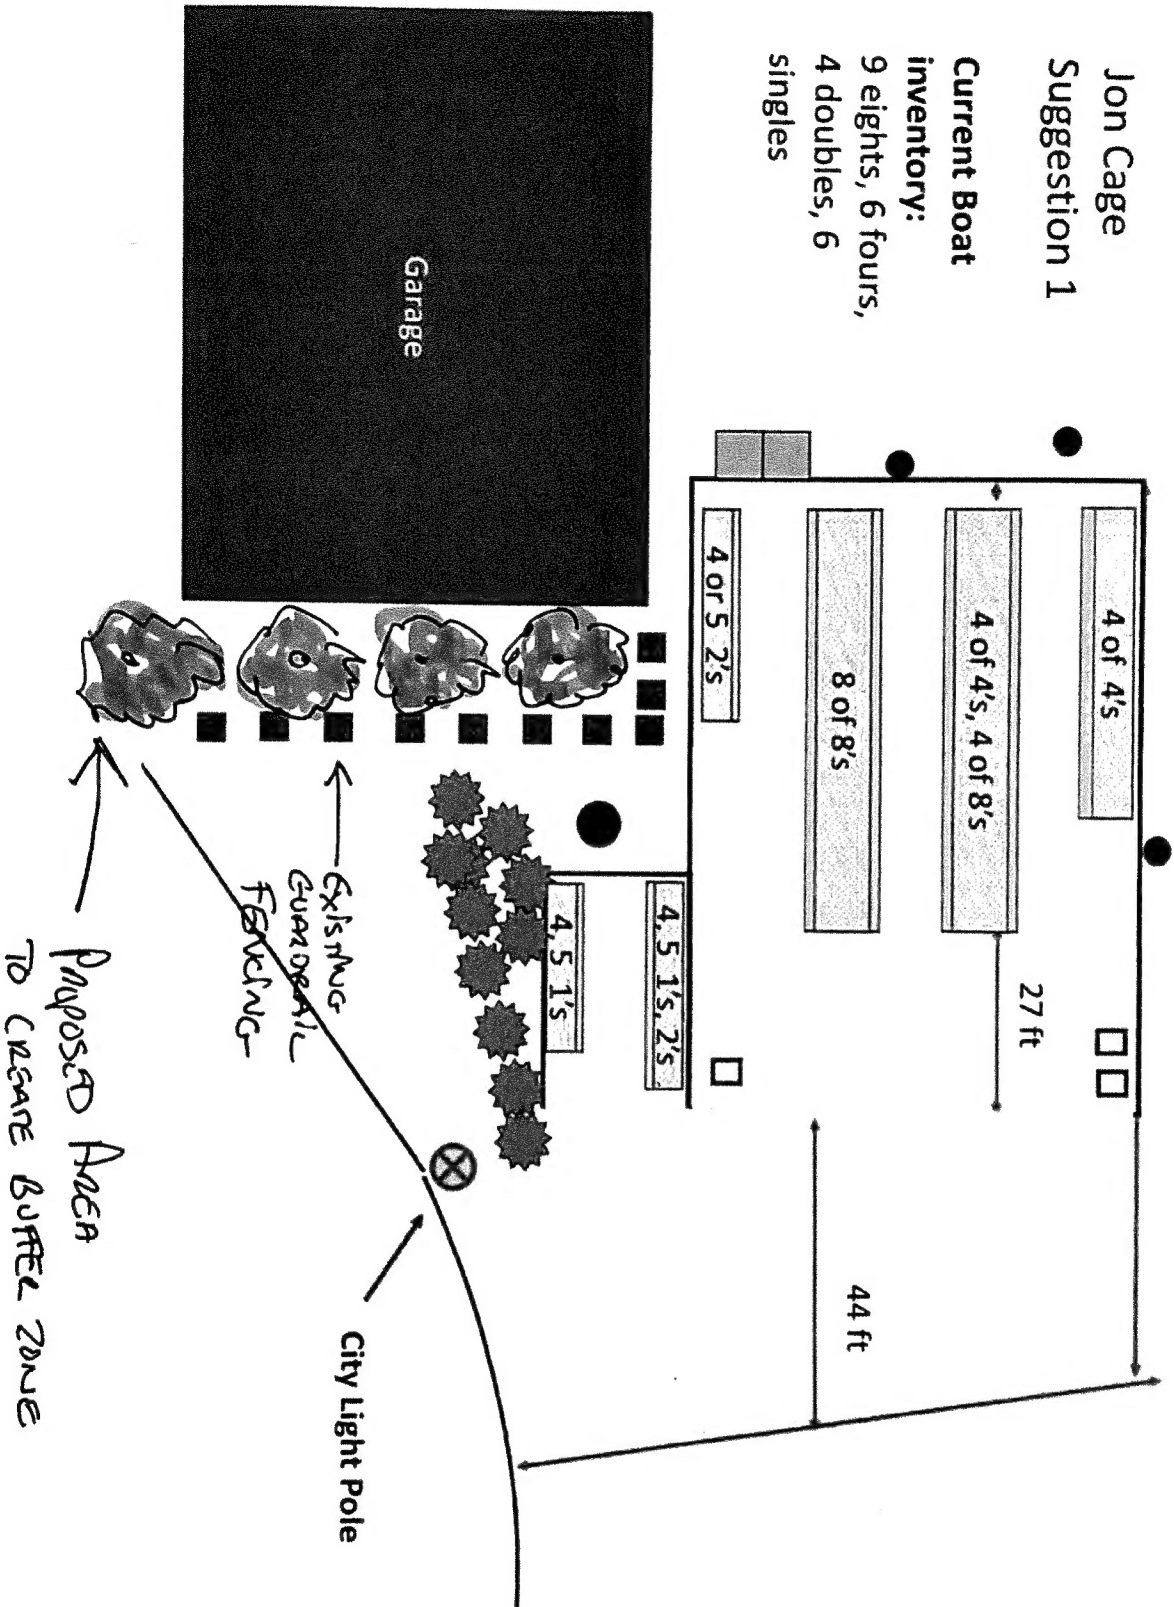 Jon Cage
Suggestion 1
Current Boat
inventory:
9 eights, 6 fours,
4 doubles, 6
singles
4 of 4's
4 of 4's, 4 of 8's
8 of 8's
4 or 5 2's
27 ft
44 ft
4, 5 1's, 2's
4, 5 1's
Garage
EXISTING
GUARDRAIL
FENCING
City Light Pole
PROPOSED AREA
TO CREATE BUFFER ZONE